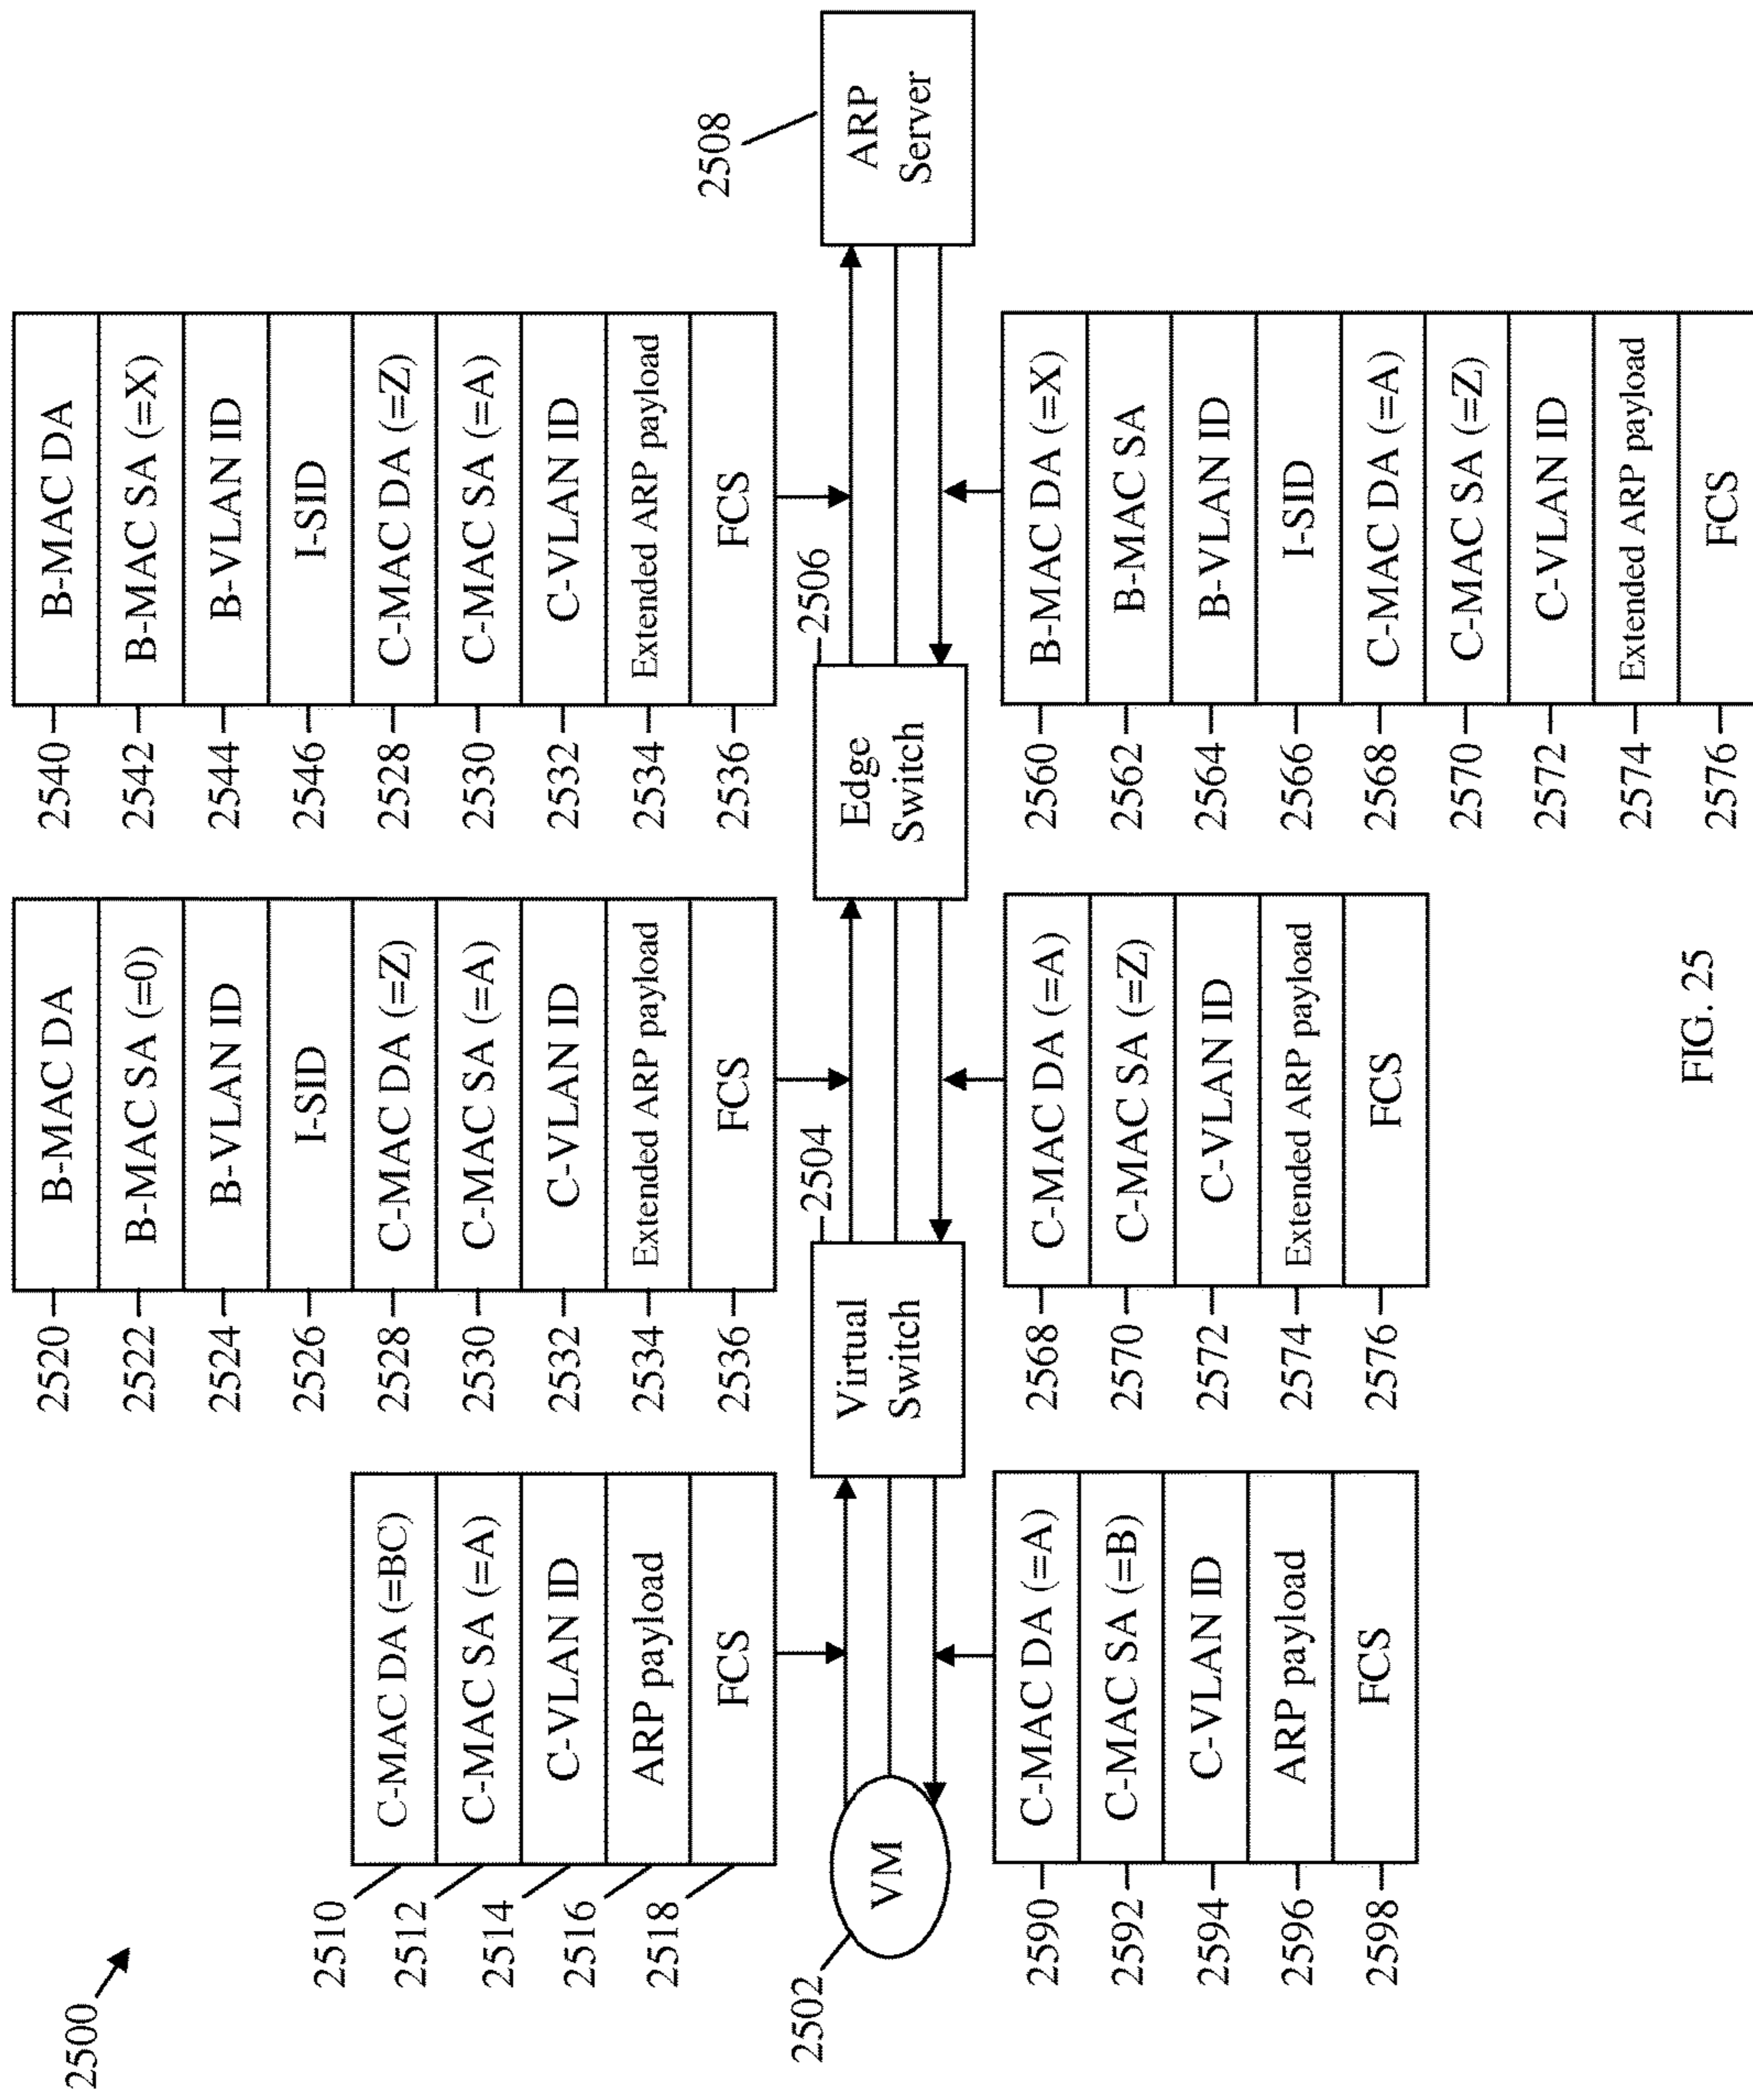 2500
2510
2512
2514
2516
2518
C-MAC DA (=BC)
C-MAC SA (=A)
C-VLAN ID
ARP payload
FCS
2520
2522
2524
2526
2528
2530
2532
2534
2536
B-MAC DA
B-MAC SA (=0)
B-VLAN ID
I-SID
C-MAC DA (=Z)
C-MAC SA (=A)
C-VLAN ID
Extended ARP payload
FCS
2540
2542
2544
2546
2528
2530
2532
2534
2536
B-MAC DA
B-MAC SA (=X)
B-VLAN ID
I-SID
C-MAC DA (=Z)
C-MAC SA (=A)
C-VLAN ID
Extended ARP payload
FCS
2502
VM
2504
Virtual
Switch
2506
Edge
Switch
2508
ARP
Server
2590
2592
2594
2596
2598
C-MAC DA (=A)
C-MAC SA (=B)
C-VLAN ID
ARP payload
FCS
2568
2570
2572
2574
2576
C-MAC DA (=A)
C-MAC SA (=Z)
C-VLAN ID
Extended ARP payload
FCS
2560
2562
2564
2566
2568
2570
2572
2574
2576
B-MAC DA (=X)
B-MAC SA
B-VLAN ID
I-SID
C-MAC DA (=A)
C-MAC SA (=Z)
C-VLAN ID
Extended ARP payload
FCS
FIG. 25